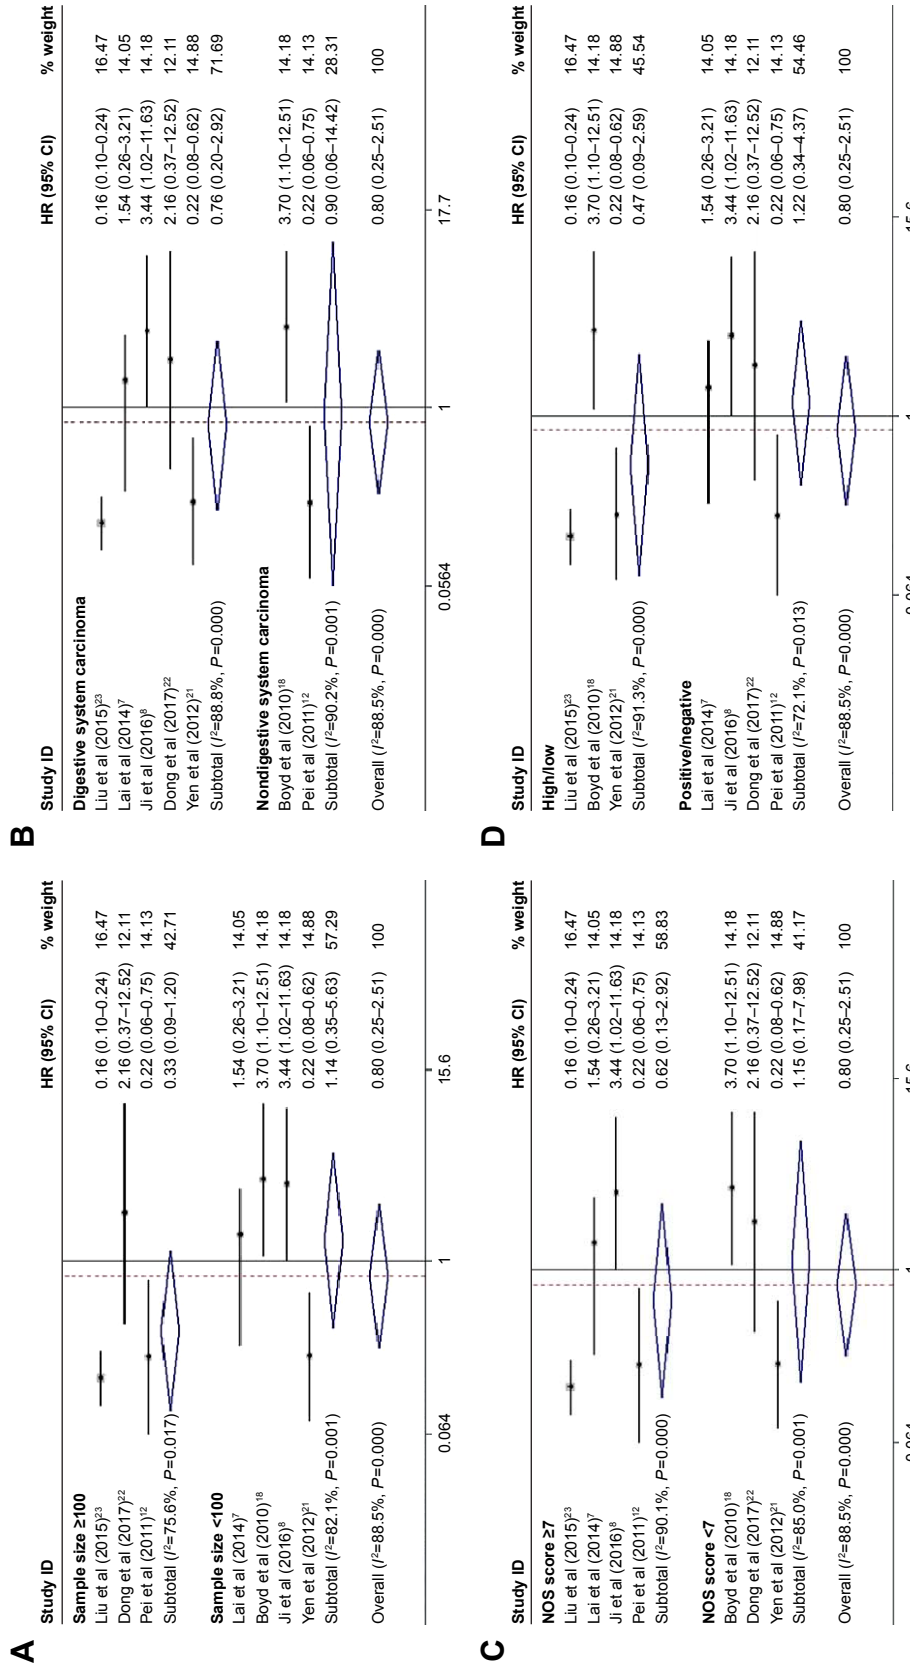 A
Study ID HR (95% CI) % weight
Sample size ≥100
Liu et al (2015)23 0.16 (0.10–0.24) 16.47
Dong et al (2017)22 2.16 (0.37–12.52) 12.11
Pei et al (2011)12 0.22 (0.06–0.75) 14.13
Subtotal (I2=75.6%, P=0.017) 0.33 (0.09–1.20) 42.71
Sample size <100
Lai et al (2014)7 1.54 (0.26–3.21) 14.05
Boyd et al (2010)18 3.70 (1.10–12.51) 14.18
Ji et al (2016)8 3.44 (1.02–11.63) 14.18
Yen et al (2012)21 0.22 (0.08–0.62) 14.88
Subtotal (I2=82.1%, P=0.001) 1.14 (0.35–5.63) 57.29
Overall (I2=88.5%, P=0.000) 0.80 (0.25–2.51) 100
0.064 1 15.6
B
Study ID HR (95% CI) % weight
Digestive system carcinoma
Liu et al (2015)23 0.16 (0.10–0.24) 16.47
Lai et al (2014)7 1.54 (0.26–3.21) 14.05
Ji et al (2016)8 3.44 (1.02–11.63) 14.18
Dong et al (2017)22 2.16 (0.37–12.52) 12.11
Yen et al (2012)21 0.22 (0.08–0.62) 14.88
Subtotal (I2=88.8%, P=0.000) 0.76 (0.20–2.92) 71.69
Nondigestive system carcinoma
Boyd et al (2010)18 3.70 (1.10–12.51) 14.18
Pei et al (2011)12 0.22 (0.06–0.75) 14.13
Subtotal (I2=90.2%, P=0.001) 0.90 (0.06–14.42) 28.31
Overall (I2=88.5%, P=0.000) 0.80 (0.25–2.51) 100
0.0564 1 17.7
C
Study ID HR (95% CI) % weight
NOS score ≥7
Liu et al (2015)23 0.16 (0.10–0.24) 16.47
Lai et al (2014)7 1.54 (0.26–3.21) 14.05
Ji et al (2016)8 3.44 (1.02–11.63) 14.18
Pei et al (2011)12 0.22 (0.06–0.75) 14.13
Subtotal (I2=90.1%, P=0.000) 0.62 (0.13–2.92) 58.83
NOS score <7
Boyd et al (2010)18 3.70 (1.10–12.51) 14.18
Dong et al (2017)22 2.16 (0.37–12.52) 12.11
Yen et al (2012)21 0.22 (0.08–0.62) 14.88
Subtotal (I2=85.0%, P=0.001) 1.15 (0.17–7.98) 41.17
Overall (I2=88.5%, P=0.000) 0.80 (0.25–2.51) 100
D
Study ID HR (95% CI) % weight
High/low
Liu et al (2015)23 0.16 (0.10–0.24) 16.47
Boyd et al (2010)18 3.70 (1.10–12.51) 14.18
Yen et al (2012)21 0.22 (0.08–0.62) 14.88
Subtotal (I2=91.3%, P=0.000) 0.47 (0.09–2.59) 45.54
Positive/negative
Lai et al (2014)7 1.54 (0.26–3.21) 14.05
Ji et al (2016)8 3.44 (1.02–11.63) 14.18
Dong et al (2017)22 2.16 (0.37–12.52) 12.11
Pei et al (2011)12 0.22 (0.06–0.75) 14.13
Subtotal (I2=72.1%, P=0.013) 1.22 (0.34–4.37) 54.46
Overall (I2=88.5%, P=0.000) 0.80 (0.25–2.51) 100